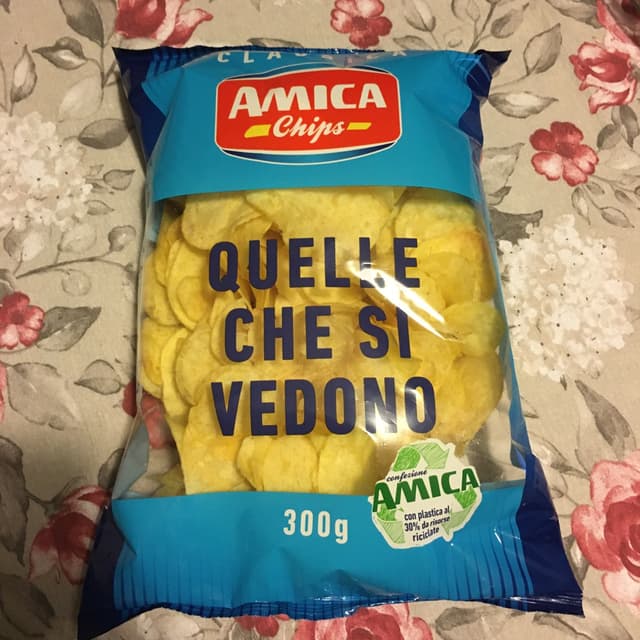 AMICA
Chips
QUELLE
CHE SI
VEDONO
confezione
AMICA
con plastica al
30% da risorse
riciclate
300g